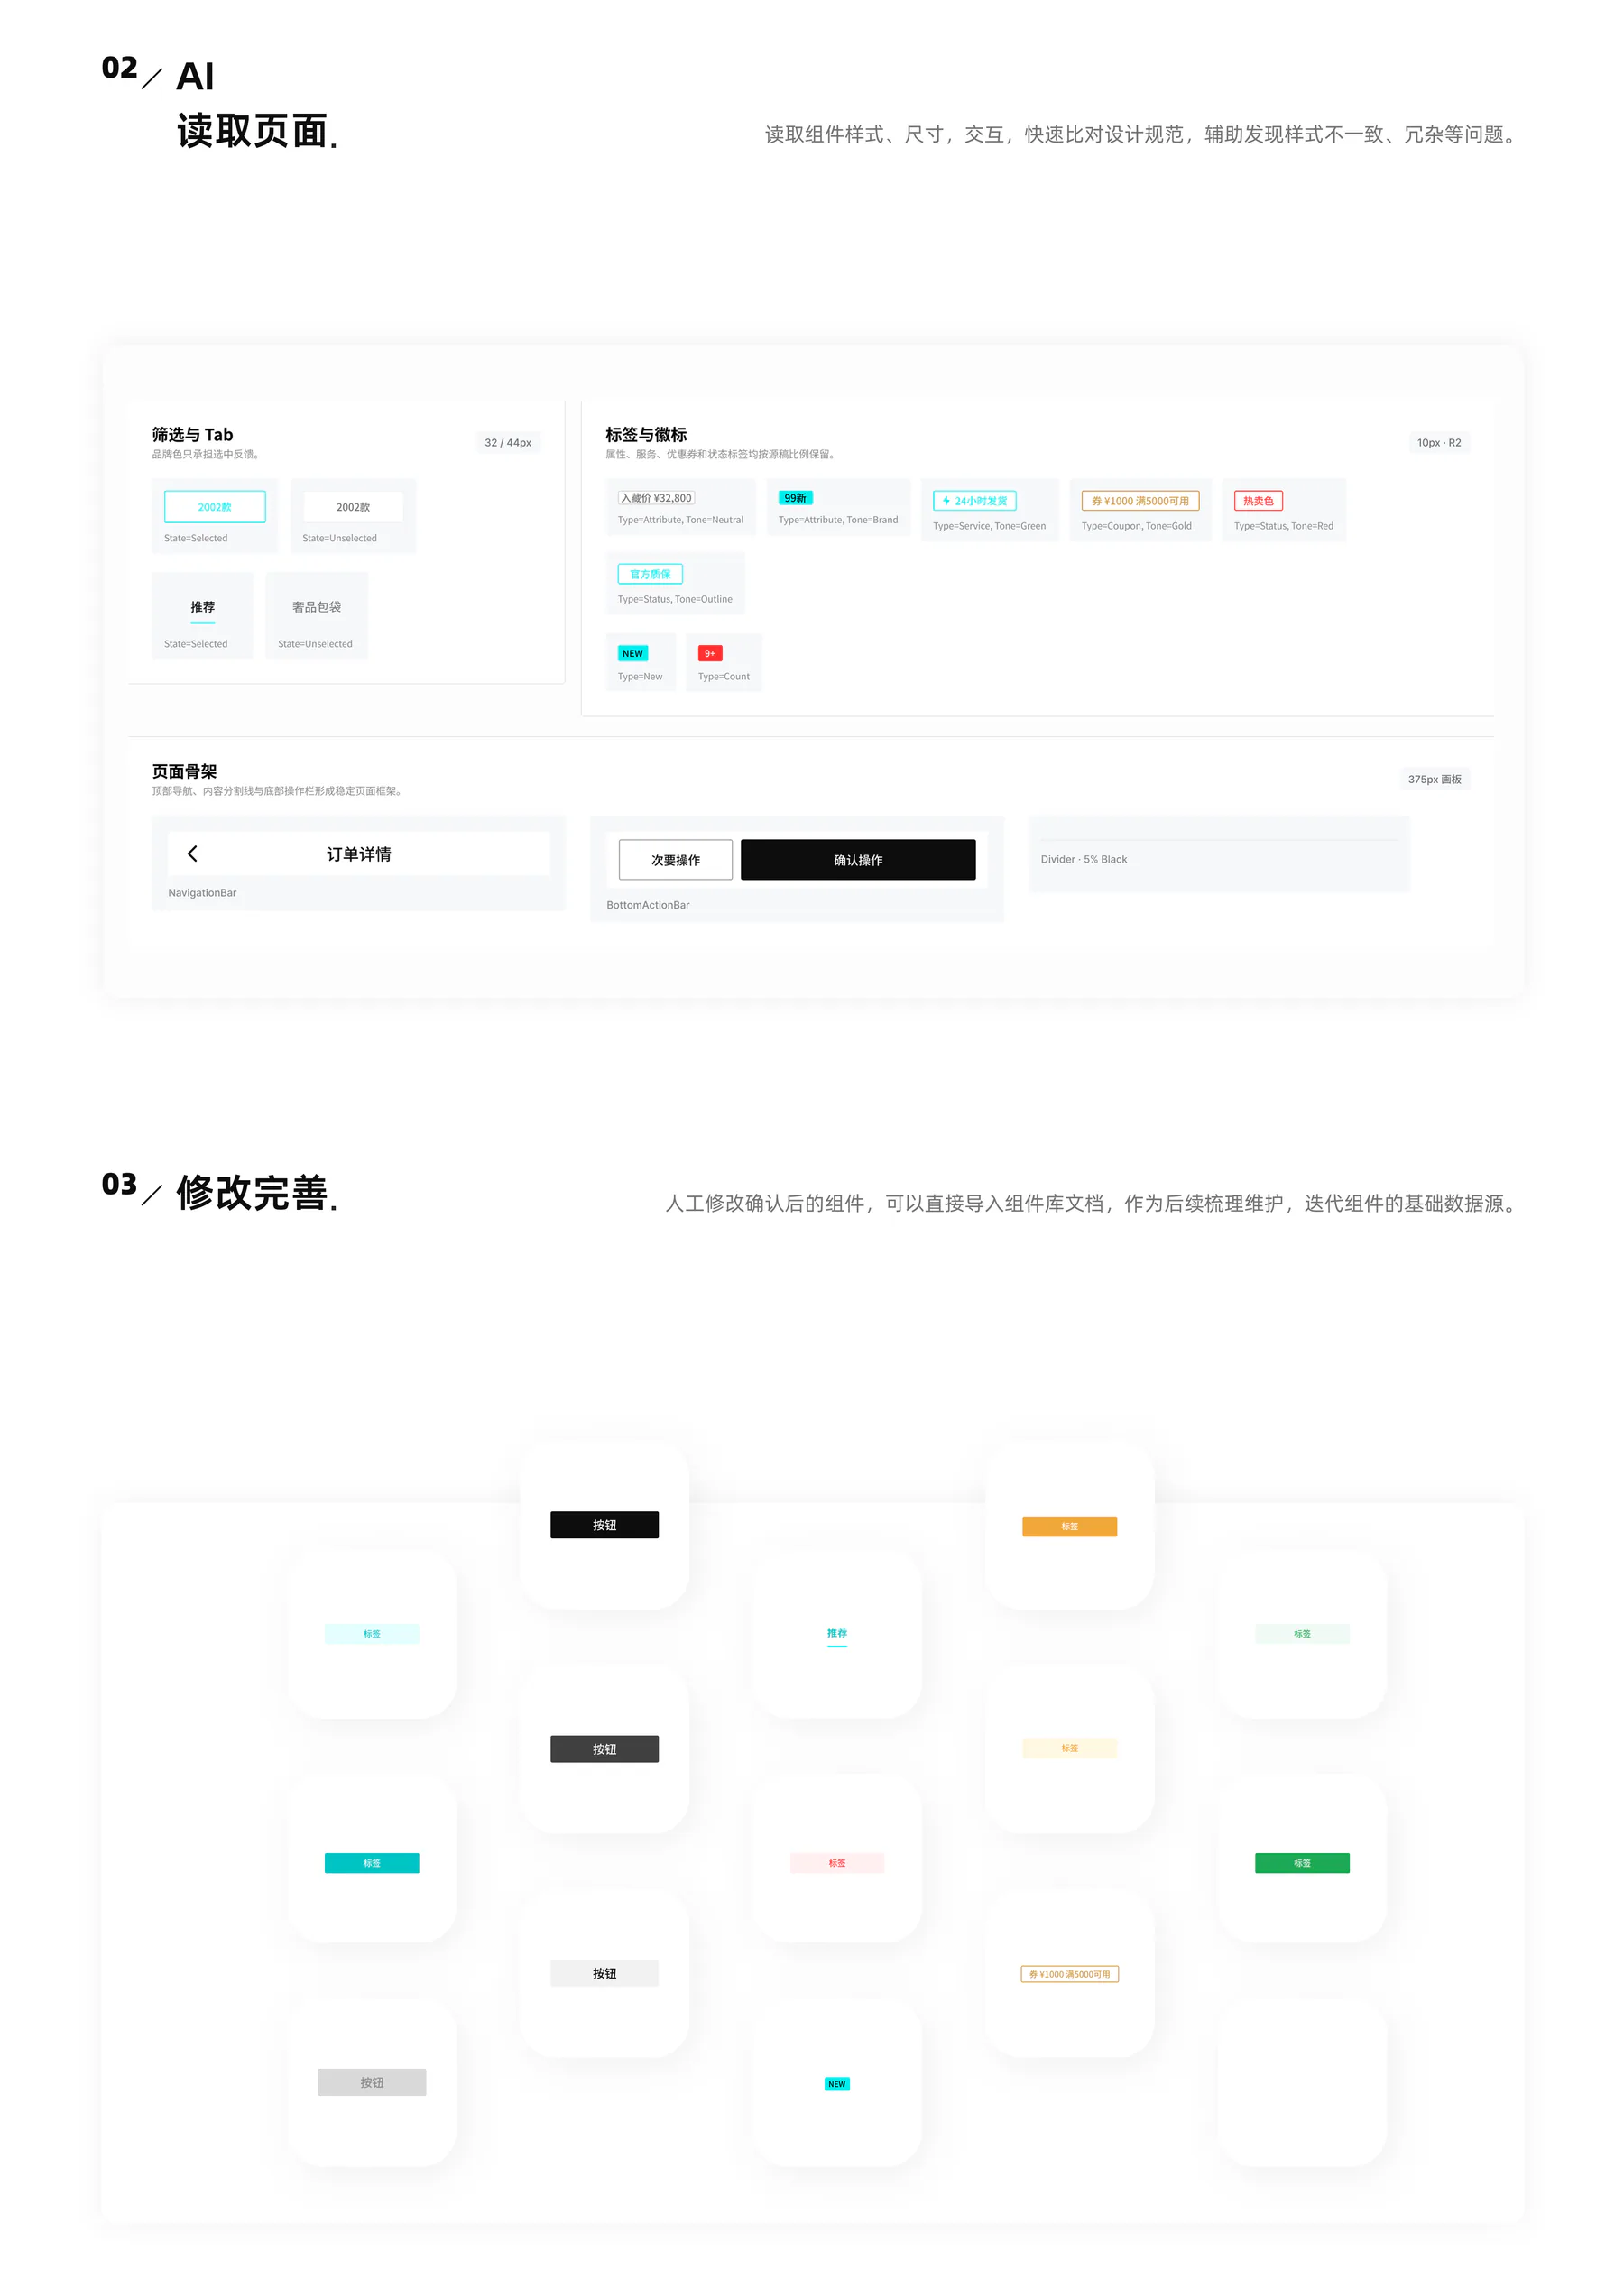 02 / AI
读取页面.
读取组件样式、尺寸，交互，快速比对设计规范，辅助发现样式不一致、冗杂等问题。
筛选与 Tab
32 / 44px
品牌色只承担选中反馈。
2002款
2002款
State=Selected
State=Unselected
推荐
奢品包袋
State=Selected
State=Unselected
标签与徽标
10px · R2
属性、服务、优惠券和状态标签均按源稿比例保留。
入藏价 ¥32,800
99新
24小时发货
券 ¥1000 满5000可用
热卖色
Type=Attribute, Tone=Neutral
Type=Attribute, Tone=Brand
Type=Service, Tone=Green
Type=Coupon, Tone=Gold
Type=Status, Tone=Red
官方质保
Type=Status, Tone=Outline
NEW
9+
Type=New
Type=Count
页面骨架
375px 画板
顶部导航、内容分割线与底部操作栏形成稳定页面框架。
订单详情
NavigationBar
次要操作
确认操作
BottomActionBar
Divider · 5% Black
03 / 修改完善.
人工修改确认后的组件，可以直接导入组件库文档，作为后续梳理维护，迭代组件的基础数据源。
按钮
标签
标签
推荐
标签
按钮
标签
标签
标签
标签
按钮
券 ¥1000 满5000可用
按钮
NEW